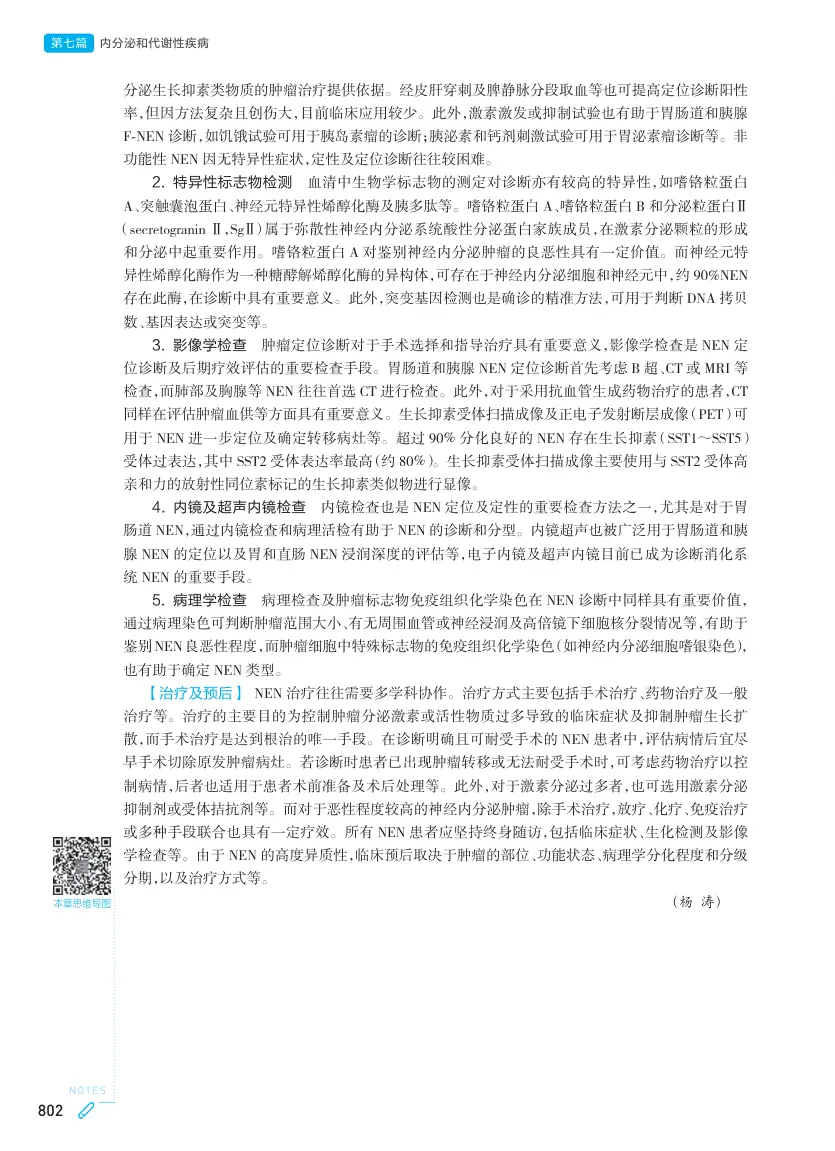 第七篇 内分泌和代谢性疾病
分泌生长抑素类物质的肿瘤治疗提供依据。经皮肝穿刺及脾静脉分段取血等也可提高定位诊断阳性
率,但因方法复杂且创伤大,目前临床应用较少。此外,激素激发或抑制试验也有助于胃肠道和胰腺
F-NEN 诊断,如饥饿试验可用于胰岛素瘤的诊断;胰泌素和钙剂刺激试验可用于胃泌素瘤诊断等。非
功能性 NEN 因无特异性症状,定性及定位诊断往往较困难。
2. 特异性标志物检测 血清中生物学标志物的测定对诊断亦有较高的特异性,如嗜铬粒蛋白
A、突触囊泡蛋白、神经元特异性烯醇化酶及胰多肽等。嗜铬粒蛋白 A、嗜铬粒蛋白 B 和分泌粒蛋白Ⅱ
(secretogranin Ⅱ,SgⅡ)属于弥散性神经内分泌系统酸性分泌蛋白家族成员,在激素分泌颗粒的形成
和分泌中起重要作用。嗜铬粒蛋白 A 对鉴别神经内分泌肿瘤的良恶性具有一定价值。而神经元特
异性烯醇化酶作为一种糖酵解烯醇化酶的异构体,可存在于神经内分泌细胞和神经元中,约 90%NEN
存在此酶,在诊断中具有重要意义。此外,突变基因检测也是确诊的精准方法,可用于判断 DNA 拷贝
数、基因表达或突变等。
3. 影像学检查 肿瘤定位诊断对于手术选择和指导治疗具有重要意义,影像学检查是 NEN 定
位诊断及后期疗效评估的重要检查手段。胃肠道和胰腺 NEN 定位诊断首先考虑 B 超、CT 或 MRI 等
检查,而肺部及胸腺等 NEN 往往首选 CT 进行检查。此外,对于采用抗血管生成药物治疗的患者,CT
同样在评估肿瘤血供等方面具有重要意义。生长抑素受体扫描成像及正电子发射断层成像(PET)可
用于 NEN 进一步定位及确定转移病灶等。超过 90% 分化良好的 NEN 存在生长抑素(SST1～SST5)
受体过表达,其中 SST2 受体表达率最高(约 80%)。生长抑素受体扫描成像主要使用与 SST2 受体高
亲和力的放射性同位素标记的生长抑素类似物进行显像。
4. 内镜及超声内镜检查 内镜检查也是 NEN 定位及定性的重要检查方法之一,尤其是对于胃
肠道 NEN,通过内镜检查和病理活检有助于 NEN 的诊断和分型。内镜超声也被广泛用于胃肠道和胰
腺 NEN 的定位以及胃和直肠 NEN 浸润深度的评估等,电子内镜及超声内镜目前已成为诊断消化系
统 NEN 的重要手段。
5. 病理学检查 病理检查及肿瘤标志物免疫组织化学染色在 NEN 诊断中同样具有重要价值,
通过病理染色可判断肿瘤范围大小、有无周围血管或神经浸润及高倍镜下细胞核分裂情况等,有助于
鉴别 NEN 良恶性程度,而肿瘤细胞中特殊标志物的免疫组织化学染色(如神经内分泌细胞嗜银染色),
也有助于确定 NEN 类型。
【治疗及预后】 NEN 治疗往往需要多学科协作。治疗方式主要包括手术治疗、药物治疗及一般
治疗等。治疗的主要目的为控制肿瘤分泌激素或活性物质过多导致的临床症状及抑制肿瘤生长扩
散,而手术治疗是达到根治的唯一手段。在诊断明确且可耐受手术的 NEN 患者中,评估病情后宜尽
早手术切除原发肿瘤病灶。若诊断时患者已出现肿瘤转移或无法耐受手术时,可考虑药物治疗以控
制病情,后者也适用于患者术前准备及术后处理等。此外,对于激素分泌过多者,也可选用激素分泌
抑制剂或受体拮抗剂等。而对于恶性程度较高的神经内分泌肿瘤,除手术治疗,放疗、化疗、免疫治疗
或多种手段联合也具有一定疗效。所有 NEN 患者应坚持终身随访,包括临床症状、生化检测及影像
学检查等。由于 NEN 的高度异质性,临床预后取决于肿瘤的部位、功能状态、病理学分化程度和分级
分期,以及治疗方式等。
(杨 涛)
本章思维导图
NOTES
802